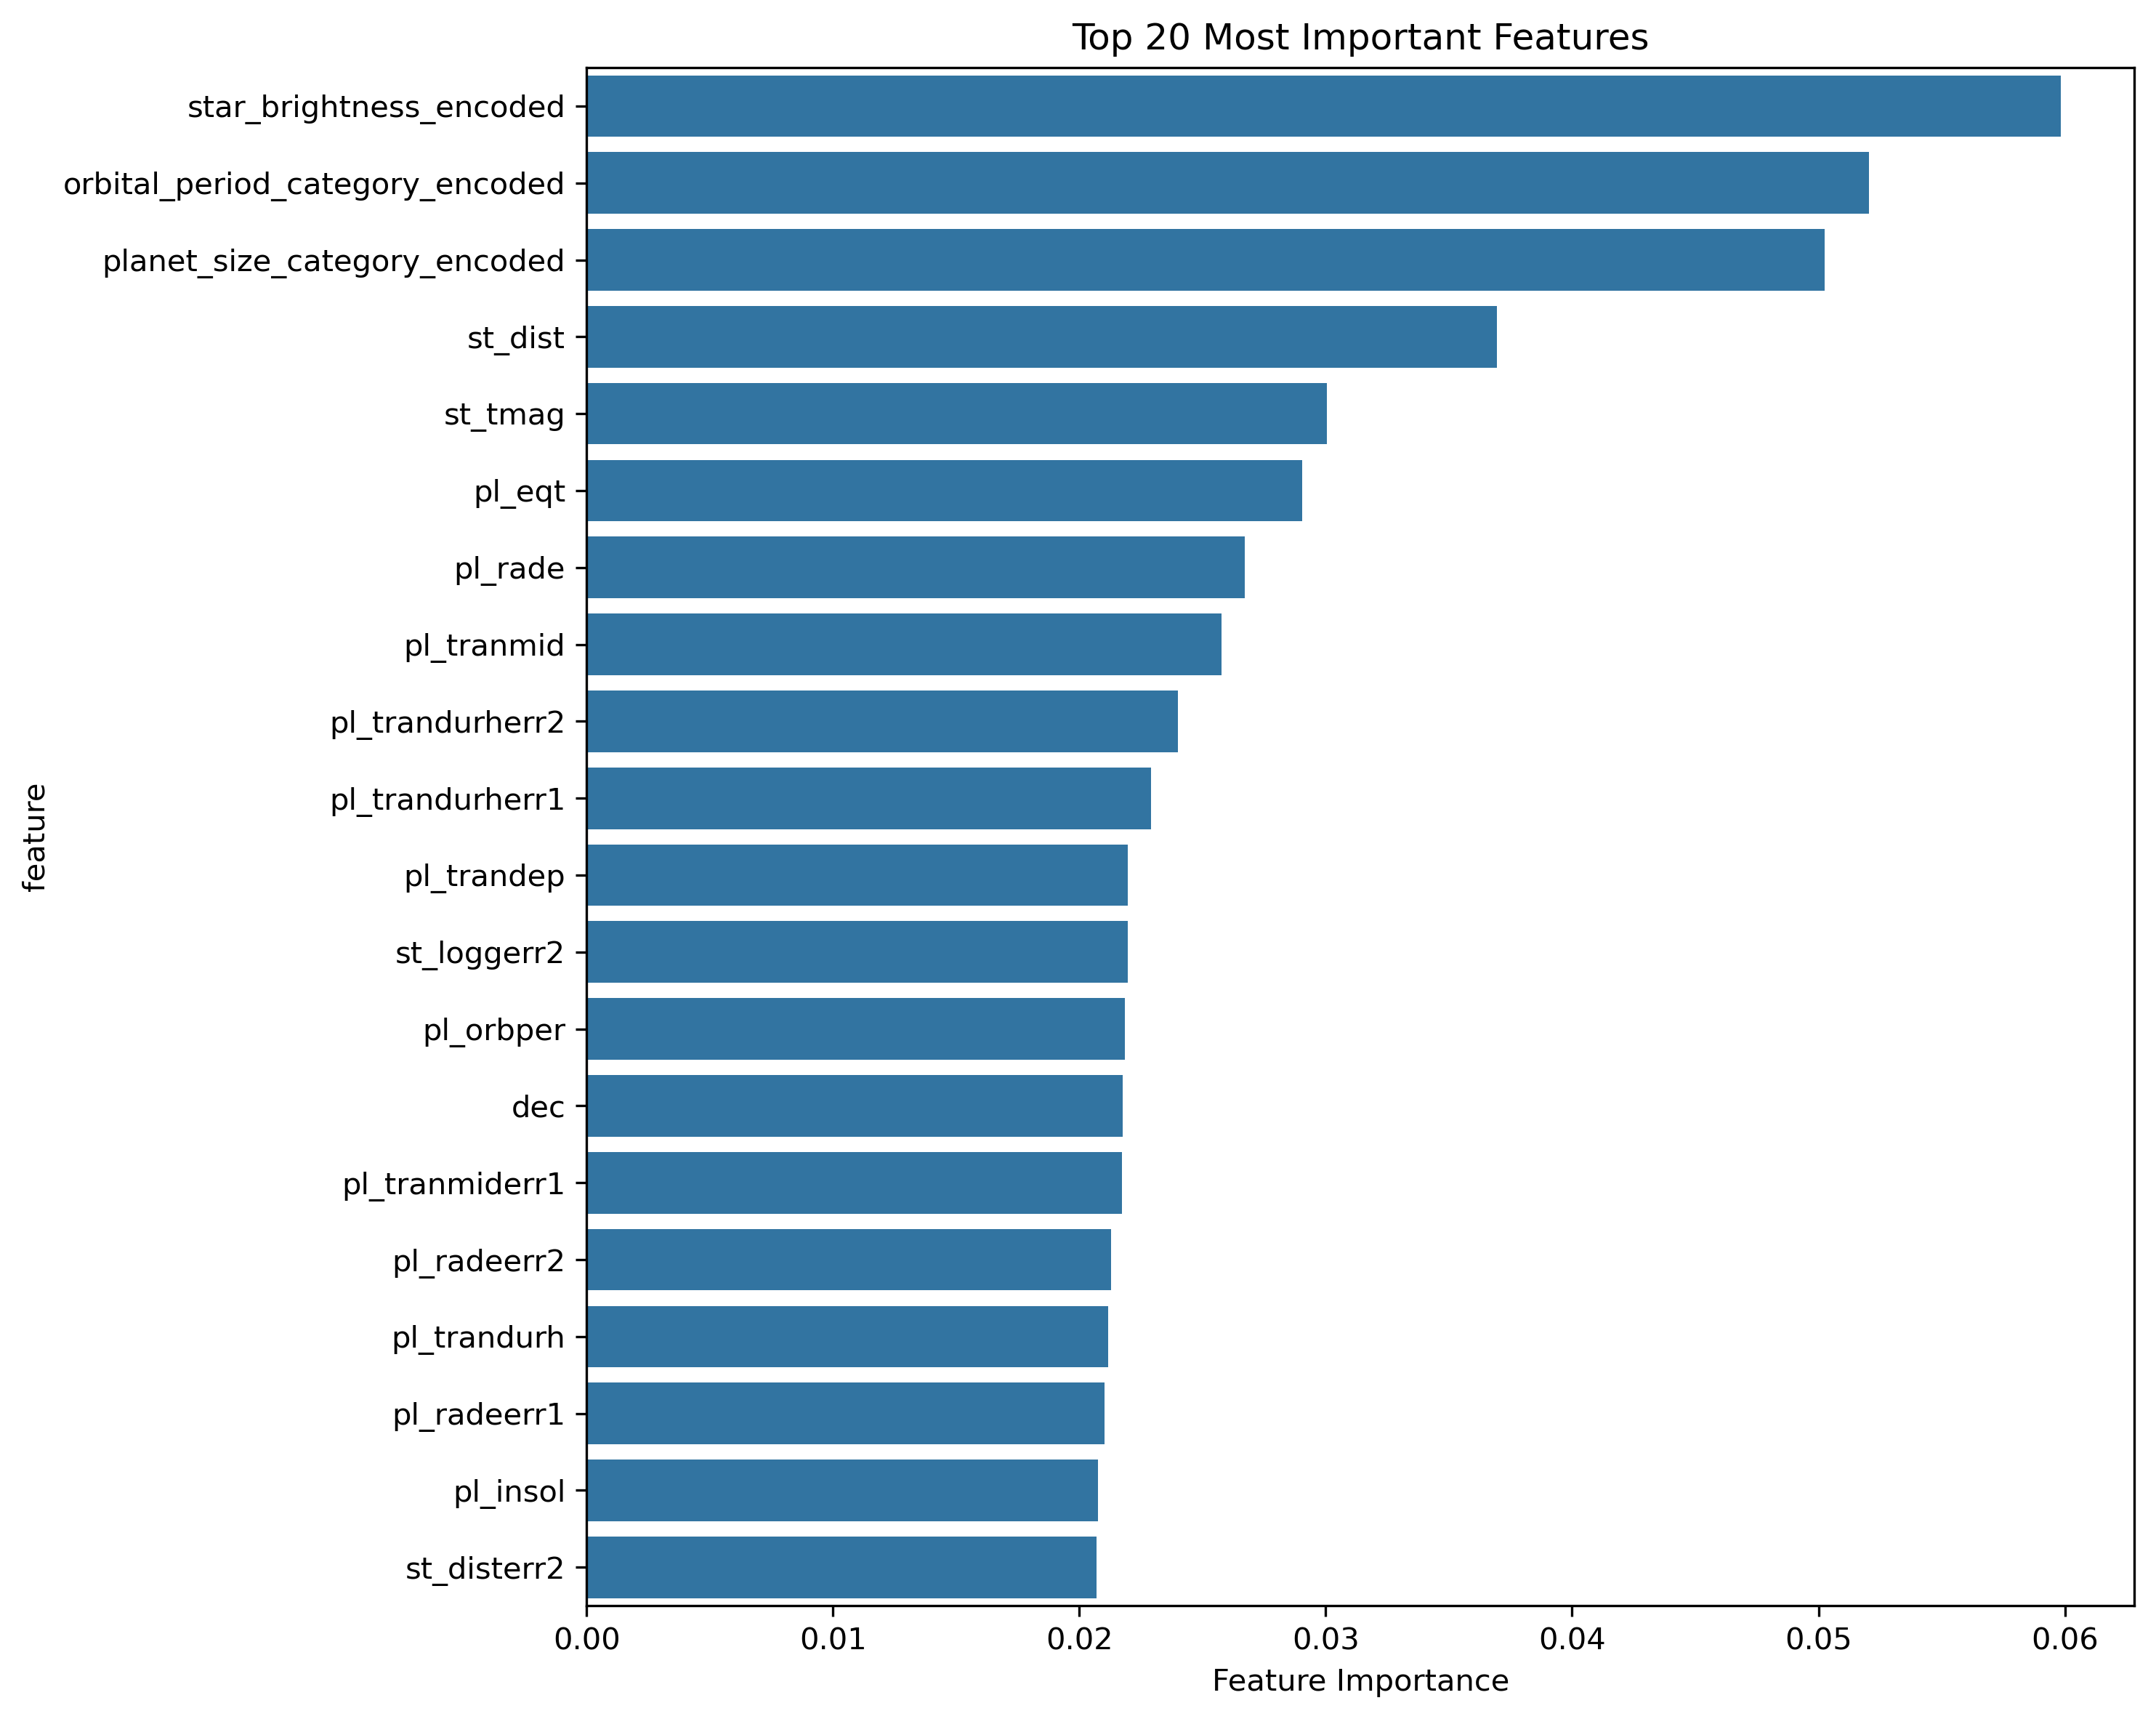 Top 20 Most Important Features
star_brightness_encoded
orbital_period_category_encoded
planet_size_category_encoded
st_dist
st_tmag
pl_eqt
pl_rade
pl_tranmid
pl_trandurherr2
pl_trandurherr1
pl_trandep
st_loggerr2
pl_orbper
dec
pl_tranmiderr1
pl_radeerr2
pl_trandurh
pl_radeerr1
pl_insol
st_disterr2
feature
0.00 0.01 0.02 0.03 0.04 0.05 0.06
Feature Importance